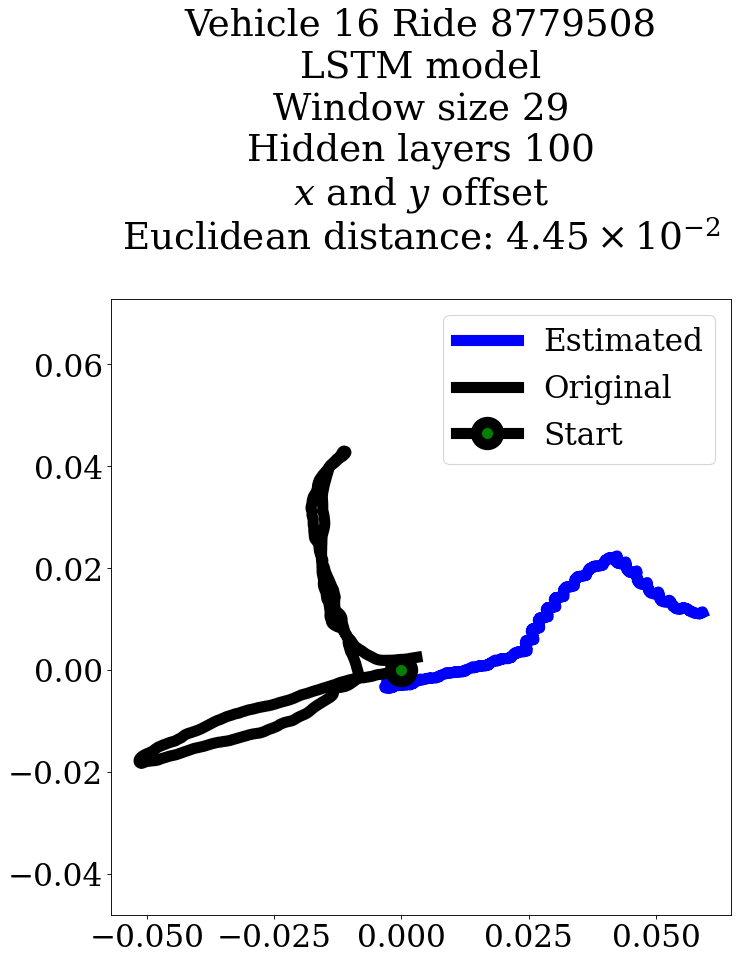 Vehicle 16 Ride 8779508
LSTM model
Window size 29
Hidden layers 100
x and y offset
Euclidean distance: 4.45 × 10⁻²
Estimated
Original
Start
0.06
0.04
0.02
0.00
−0.02
−0.04
−0.050 −0.025 0.000 0.025 0.050